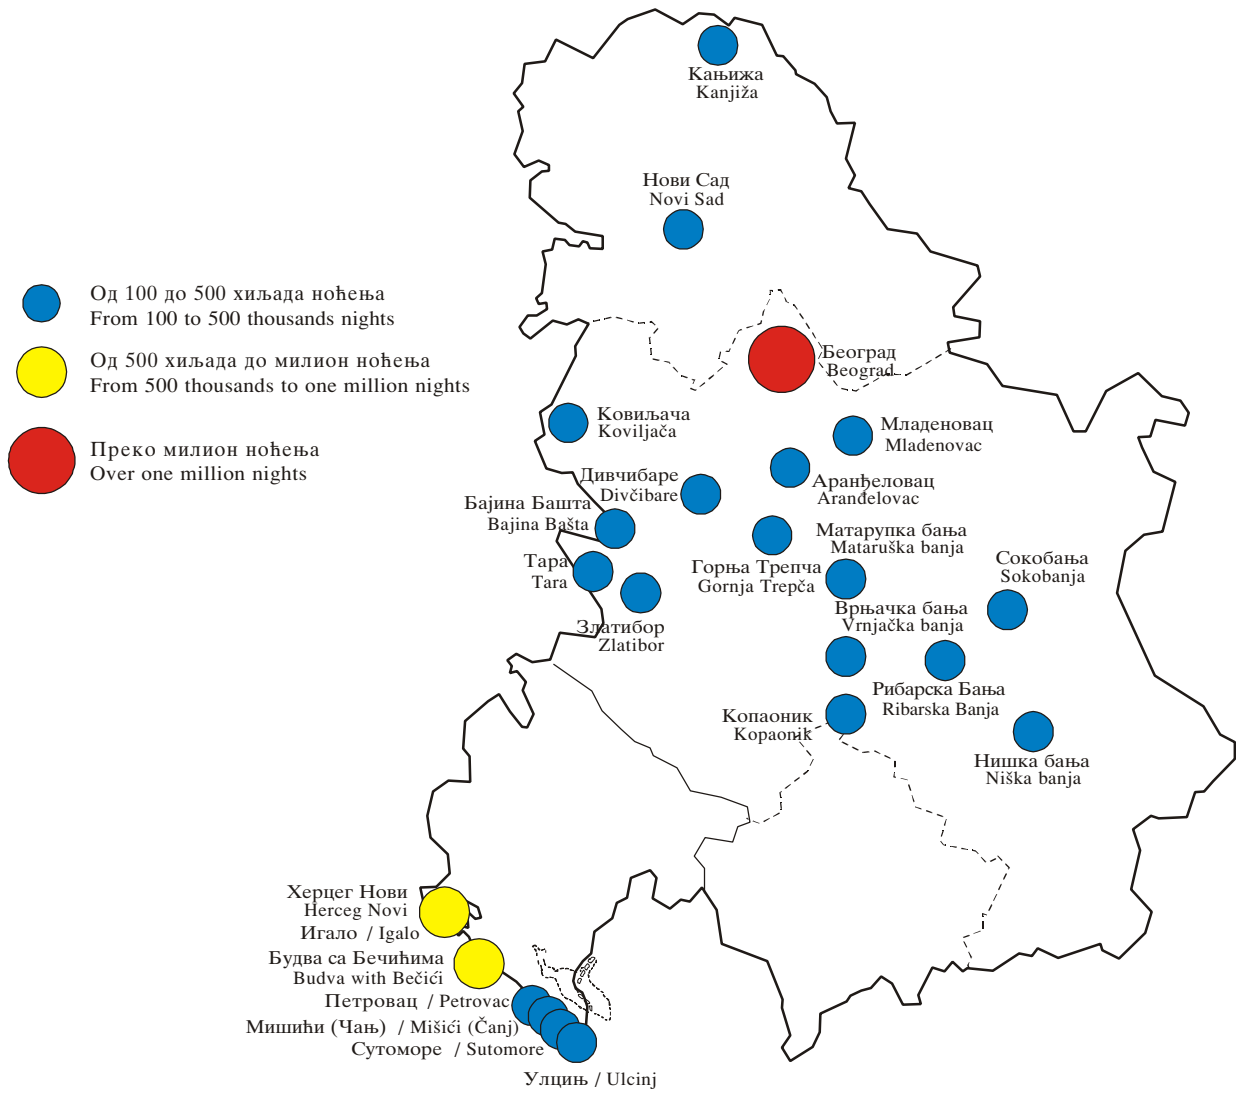 Кањижа
Kanjiža
Нови Сад
Novi Sad
Од 100 до 500 хиљада ноћења
From 100 to 500 thousands nights
Од 500 хиљада до милион ноћења
From 500 thousands to one million nights
Преко милион ноћења
Over one million nights
Београд
Beograd
Ковиљача
Koviljača
Младеновац
Mladenovac
Дивчибаре
Divčibare
Аранђеловац
Aranđelovac
Бајина Башта
Bajina Bašta
Матарупка бања
Mataruška banja
Тара
Tara
Горња Трепча
Gornja Trepča
Сокобања
Sokobanja
Златибор
Zlatibor
Врњачка бања
Vrnjačka banja
Рибарска Бања
Ribarska Banja
Копаоник
Kopaonik
Нишка бања
Niška banja
Херцег Нови
Herceg Novi
Игало / Igalo
Будва са Бечићима
Budva with Bečići
Петровац / Petrovac
Мишићи (Чањ) / Mišići (Čanj)
Сутоморе / Sutomore
Улцињ / Ulcinj